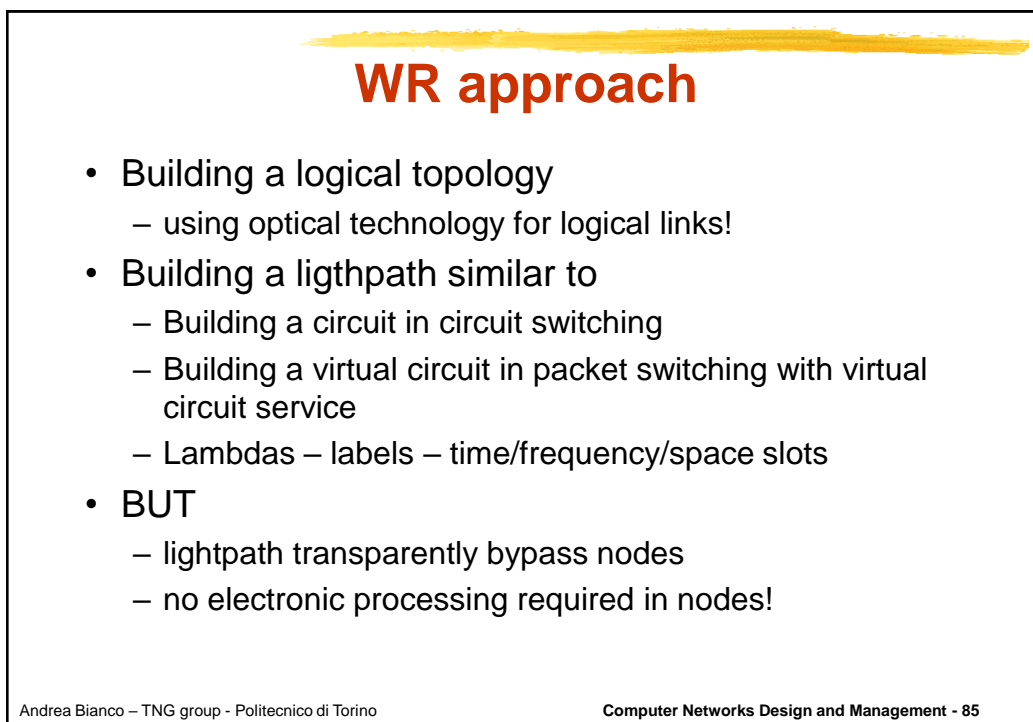 WR approach
• Building a logical topology
– using optical technology for logical links!
• Building a ligthpath similar to
– Building a circuit in circuit switching
– Building a virtual circuit in packet switching with virtual
circuit service
– Lambdas – labels – time/frequency/space slots
• BUT
– lightpath transparently bypass nodes
– no electronic processing required in nodes!
Andrea Bianco – TNG group - Politecnico di Torino
Computer Networks Design and Management - 85